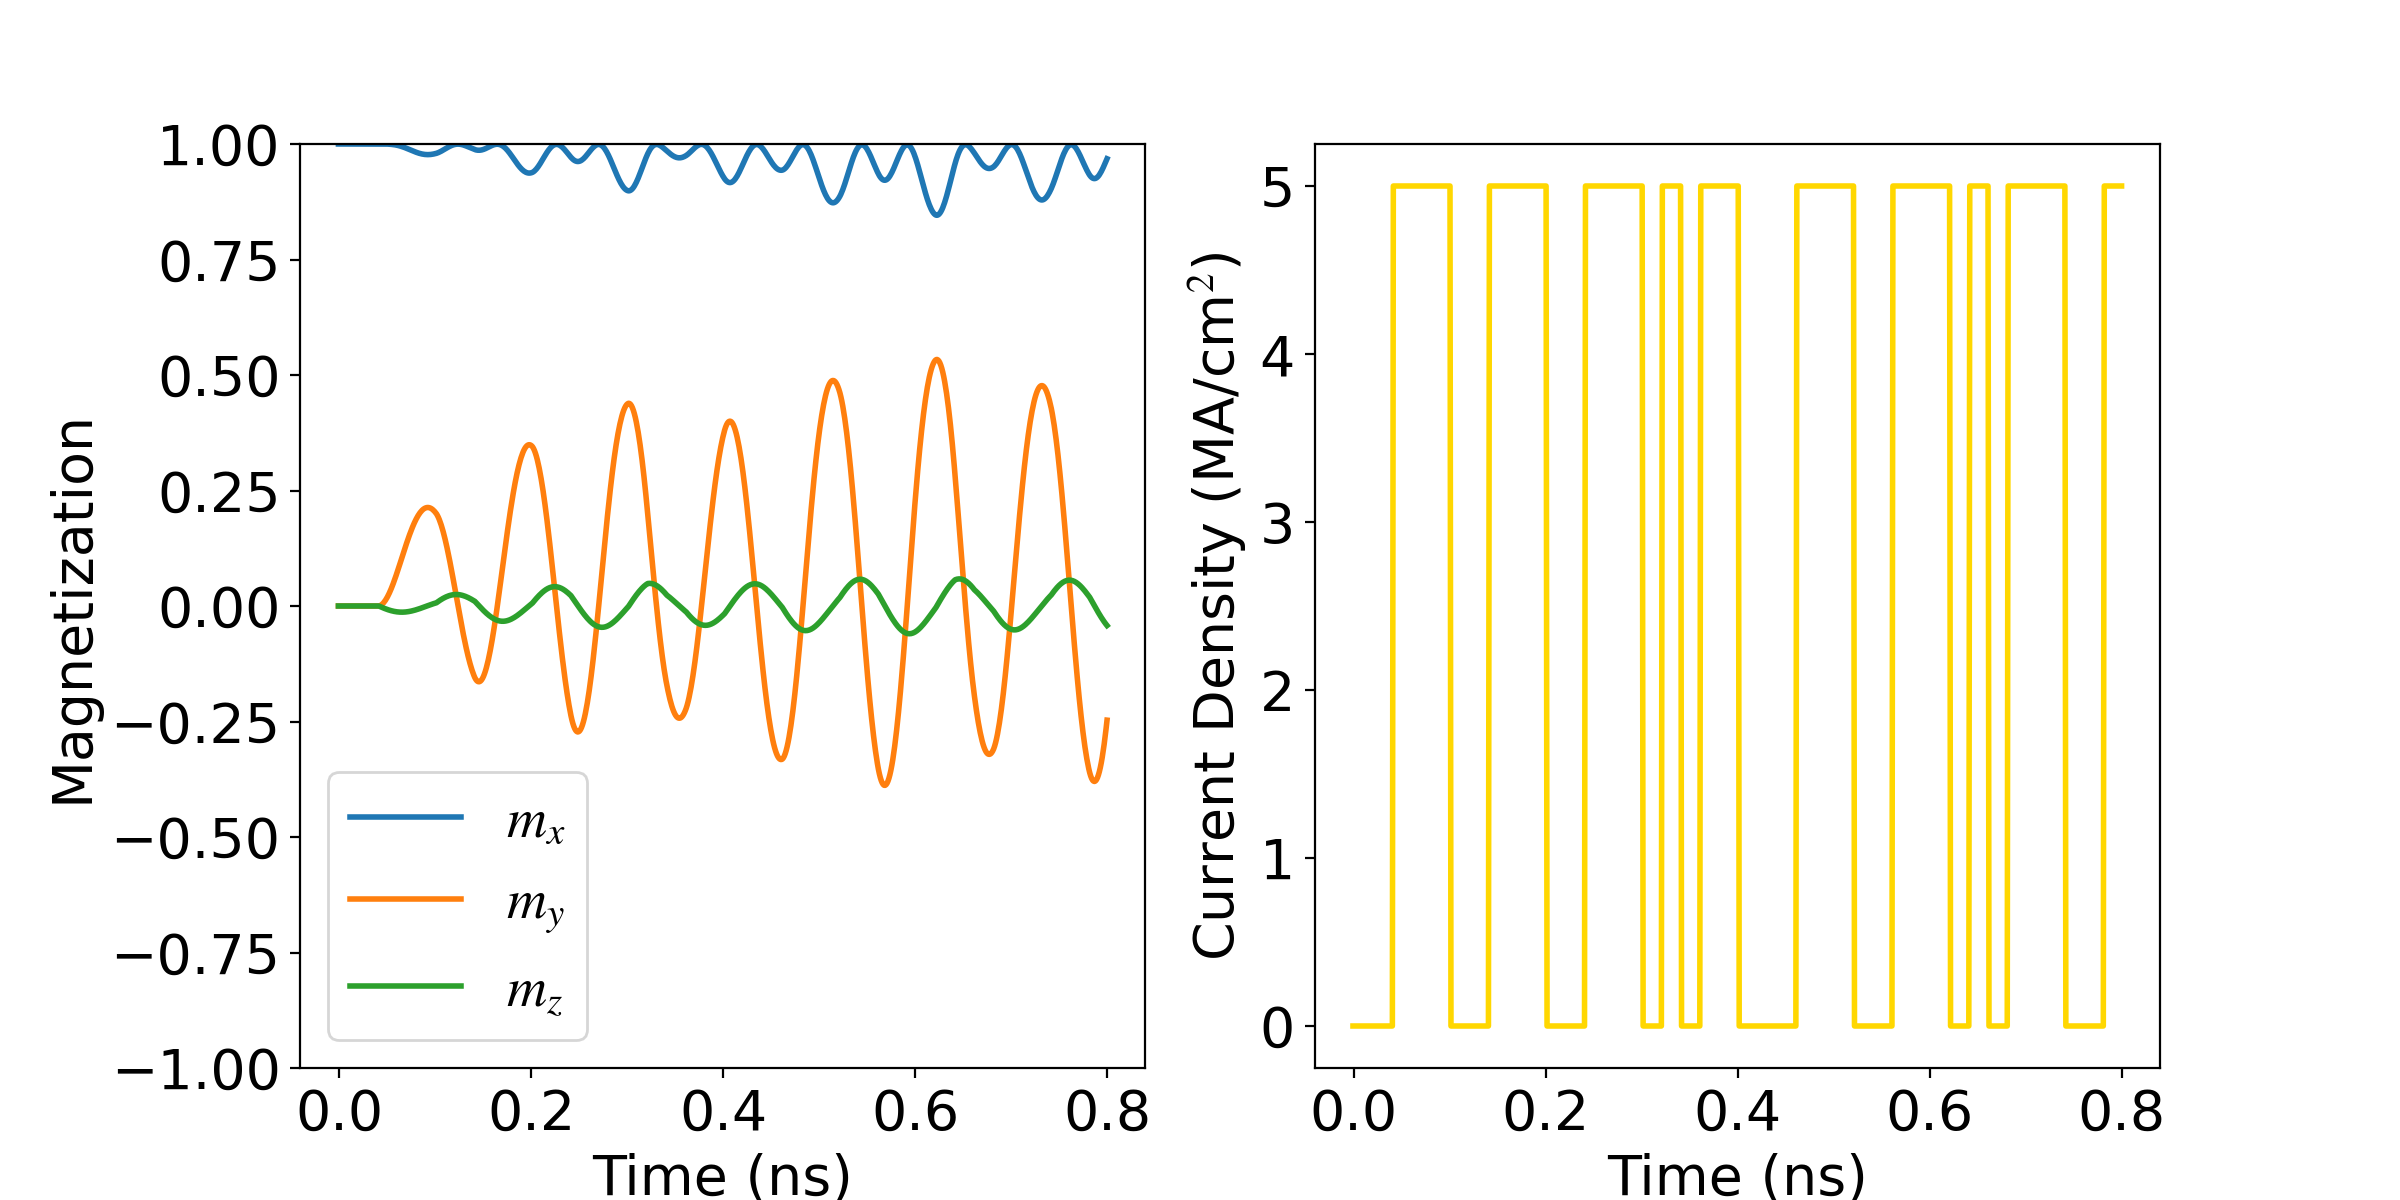 1.00
0.75
0.50
0.25
0.00
−0.25
−0.50
−0.75
−1.00
Magnetization
m_x
m_y
m_z
0.0 0.2 0.4 0.6 0.8
Time (ns)
5
4
3
2
1
0
Current Density (MA/cm²)
0.0 0.2 0.4 0.6 0.8
Time (ns)